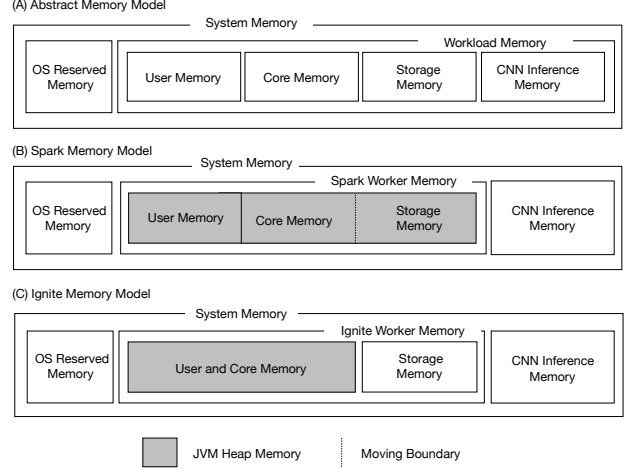 (A) Abstract Memory Model
System Memory
Workload Memory
OS Reserved
Memory
User Memory
Core Memory
Storage
Memory
CNN Inference
Memory
(B) Spark Memory Model
System Memory
Spark Worker Memory
OS Reserved
Memory
User Memory
Core Memory
Storage
Memory
CNN Inference
Memory
(C) Ignite Memory Model
System Memory
Ignite Worker Memory
OS Reserved
Memory
User and Core Memory
Storage
Memory
CNN Inference
Memory
JVM Heap Memory
Moving Boundary